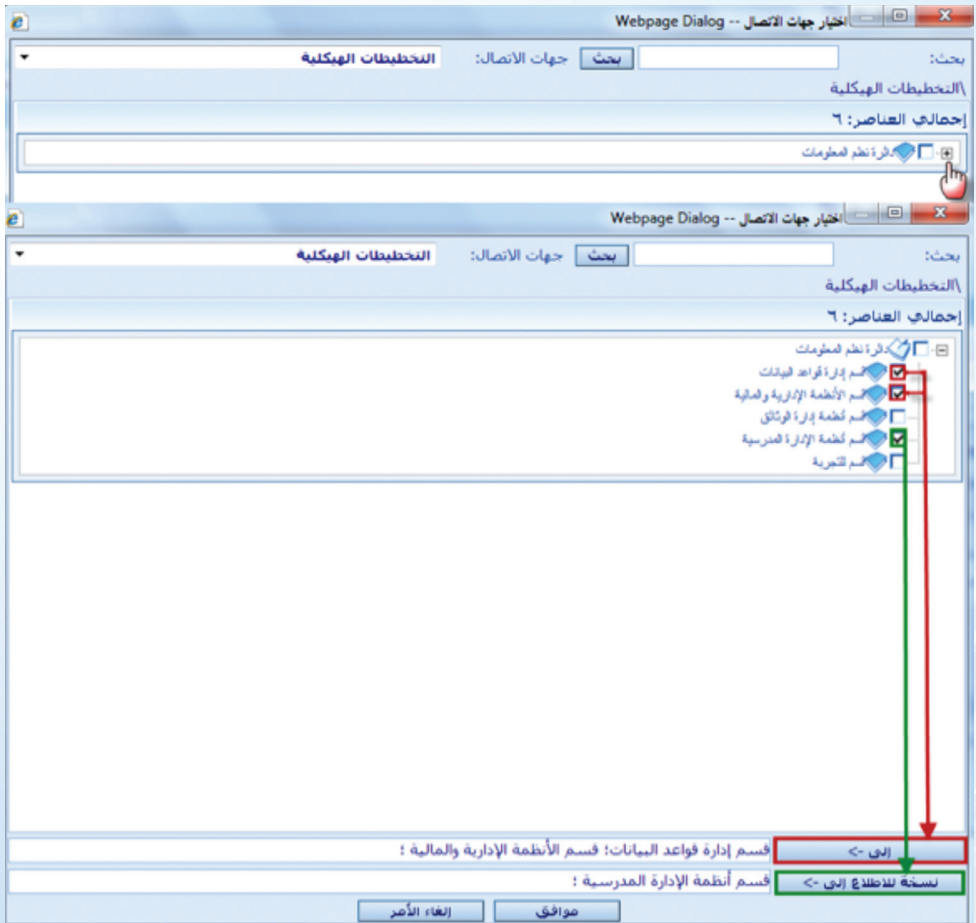 اختيار جهات الاتصال -- Webpage Dialog
بحث: بحث جهات الاتصال: التخطيطات الهيكلية
\التخطيطات الهيكلية
إجمالي العناصر: ٦
دائرة نظم المعلومات
اختيار جهات الاتصال -- Webpage Dialog
بحث: بحث جهات الاتصال: التخطيطات الهيكلية
\التخطيطات الهيكلية
إجمالي العناصر: ٦
دائرة نظم المعلومات
قسم إدارة قواعد البيانات
قسم الأنظمة الإدارية والمالية
قسم أنظمة إدارة الوثائق
قسم أنظمة الإدارة المدرسية
قسم للتجربة
إلى -> قسم إدارة قواعد البيانات؛ قسم الأنظمة الإدارية والمالية ؛
نسخة للاطلاع إلى -> قسم أنظمة الإدارة المدرسية ؛
موافق إلغاء الأمر